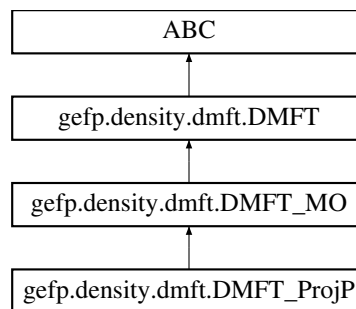 ABC
gefp.density.dmft.DMFT
gefp.density.dmft.DMFT_MO
gefp.density.dmft.DMFT_ProjP